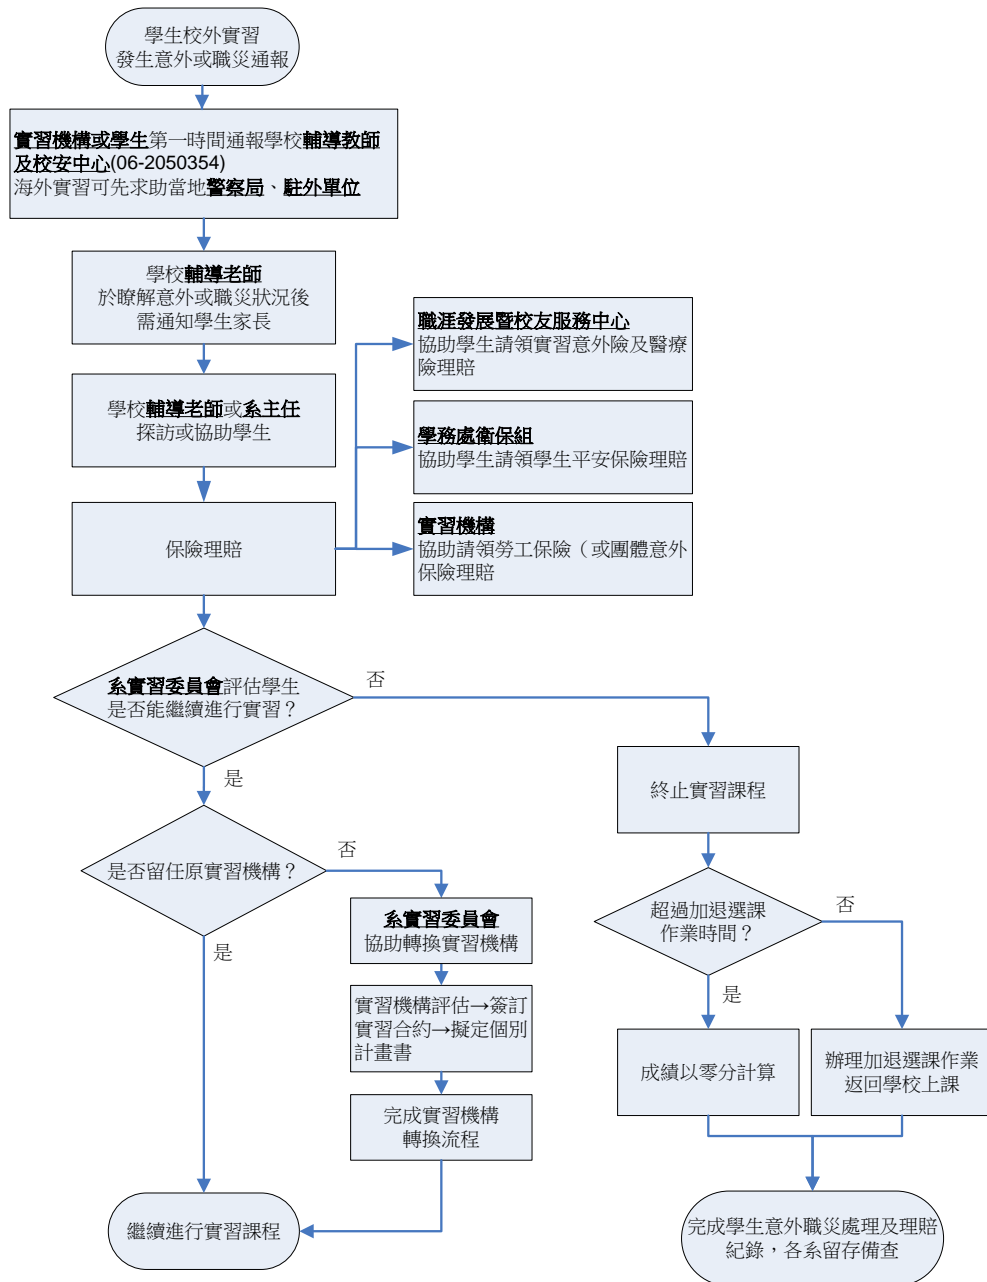 學生校外實習
發生意外或職災通報
實習機構或學生第一時間通報學校輔導教師
及校安中心(06-2050354)
海外實習可先求助當地警察局、駐外單位
學校輔導老師
於瞭解意外或職災狀況後
需通知學生家長
學校輔導老師或系主任
探訪或協助學生
保險理賠
職涯發展暨校友服務中心
協助學生請領實習意外險及醫療
險理賠
學務處衛保組
協助學生請領學生平安保險理賠
實習機構
協助請領勞工保險（或團體意外
保險理賠
系實習委員會評估學生
是否能繼續進行實習？
否
是
是否留任原實習機構？
否
是
系實習委員會
協助轉換實習機構
實習機構評估→簽訂
實習合約→擬定個別
計畫書
完成實習機構
轉換流程
繼續進行實習課程
終止實習課程
超過加退選課
作業時間？
否
是
成績以零分計算
辦理加退選課作業
返回學校上課
完成學生意外職災處理及理賠
紀錄，各系留存備查